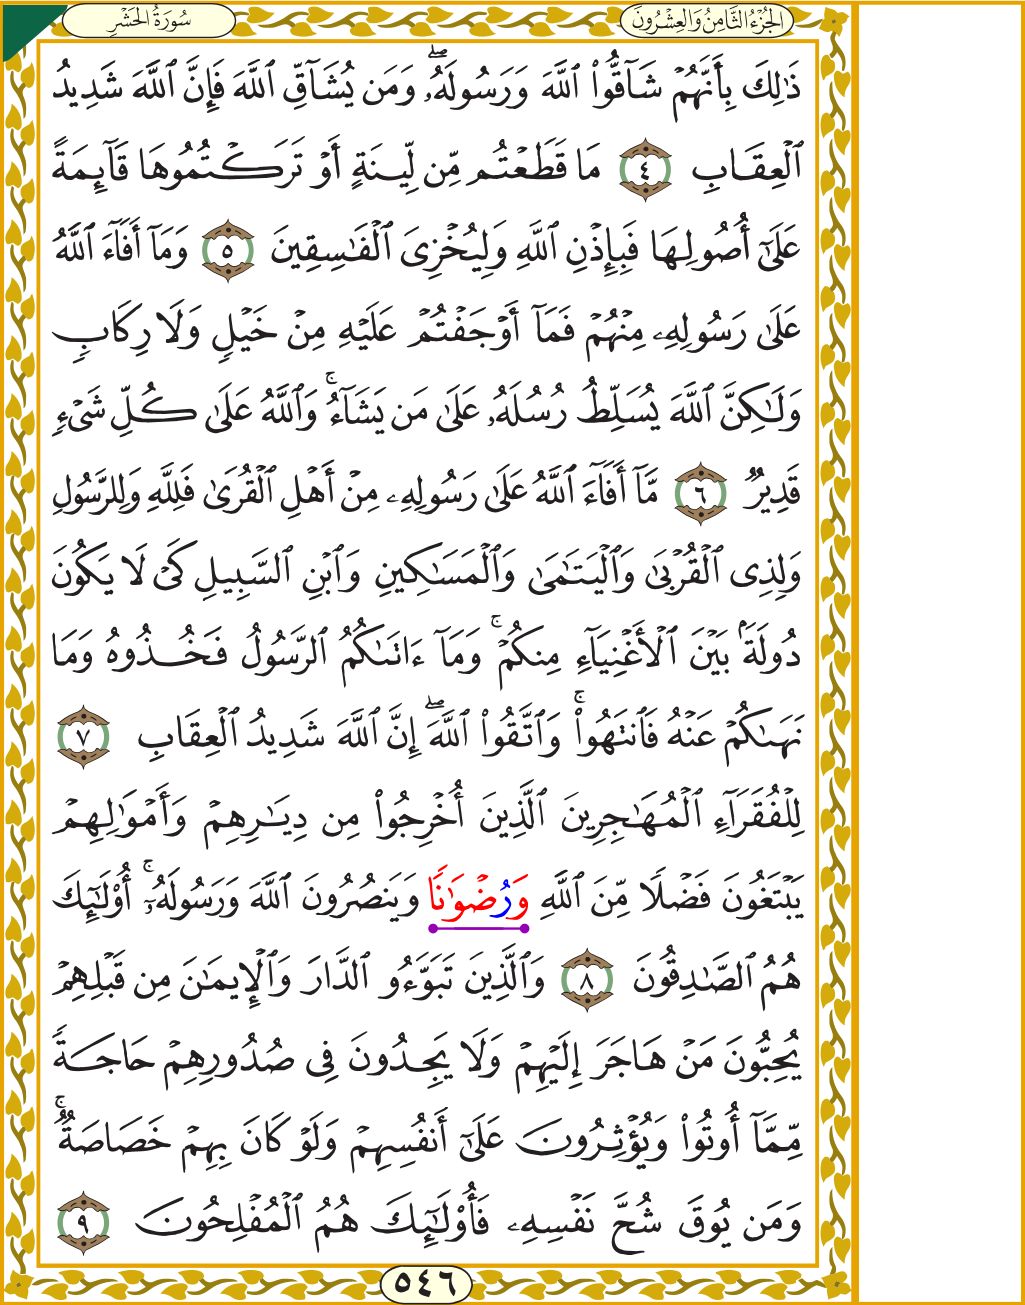 سُورَةُ الحَشْرِ
الجُزْءُ الثَّامِنُ وَالعِشْرُونَ
ذَٰلِكَ بِأَنَّهُمْ شَآقُّوا۟ ٱللَّهَ وَرَسُولَهُۥۖ وَمَن يُشَآقِّ ٱللَّهَ فَإِنَّ ٱللَّهَ شَدِيدُ
ٱلْعِقَابِ ٤ مَا قَطَعْتُم مِّن لِّينَةٍ أَوْ تَرَكْتُمُوهَا قَآئِمَةً
عَلَىٰٓ أُصُولِهَا فَبِإِذْنِ ٱللَّهِ وَلِيُخْزِىَ ٱلْفَـٰسِقِينَ ٥ وَمَآ أَفَآءَ ٱللَّهُ
عَلَىٰ رَسُولِهِۦ مِنْهُمْ فَمَآ أَوْجَفْتُمْ عَلَيْهِ مِنْ خَيْلٍ وَلَا رِكَابٍ
وَلَـٰكِنَّ ٱللَّهَ يُسَلِّطُ رُسُلَهُۥ عَلَىٰ مَن يَشَآءُۚ وَٱللَّهُ عَلَىٰ كُلِّ شَىْءٍ
قَدِيرٌ ٦ مَّآ أَفَآءَ ٱللَّهُ عَلَىٰ رَسُولِهِۦ مِنْ أَهْلِ ٱلْقُرَىٰ فَلِلَّهِ وَلِلرَّسُولِ
وَلِذِى ٱلْقُرْبَىٰ وَٱلْيَتَـٰمَىٰ وَٱلْمَسَـٰكِينِ وَٱبْنِ ٱلسَّبِيلِ كَىْ لَا يَكُونَ
دُولَةَۢ بَيْنَ ٱلْأَغْنِيَآءِ مِنكُمْۚ وَمَآ ءَاتَىٰكُمُ ٱلرَّسُولُ فَخُذُوهُ وَمَا
نَهَىٰكُمْ عَنْهُ فَٱنتَهُوا۟ۚ وَٱتَّقُوا۟ ٱللَّهَۖ إِنَّ ٱللَّهَ شَدِيدُ ٱلْعِقَابِ ٧
لِلْفُقَرَآءِ ٱلْمُهَـٰجِرِينَ ٱلَّذِينَ أُخْرِجُوا۟ مِن دِيَـٰرِهِمْ وَأَمْوَٰلِهِمْ
يَبْتَغُونَ فَضْلًا مِّنَ ٱللَّهِ وَرُضْوَٰنًا وَيَنصُرُونَ ٱللَّهَ وَرَسُولَهُۥٓۚ أُو۟لَـٰٓئِكَ
هُمُ ٱلصَّـٰدِقُونَ ٨ وَٱلَّذِينَ تَبَوَّءُو ٱلدَّارَ وَٱلْإِيمَـٰنَ مِن قَبْلِهِمْ
يُحِبُّونَ مَنْ هَاجَرَ إِلَيْهِمْ وَلَا يَجِدُونَ فِى صُدُورِهِمْ حَاجَةً
مِّمَّآ أُوتُوا۟ وَيُؤْثِرُونَ عَلَىٰٓ أَنفُسِهِمْ وَلَوْ كَانَ بِهِمْ خَصَاصَةٌۚ
وَمَن يُوقَ شُحَّ نَفْسِهِۦ فَأُو۟لَـٰٓئِكَ هُمُ ٱلْمُفْلِحُونَ ٩
٥٤٦